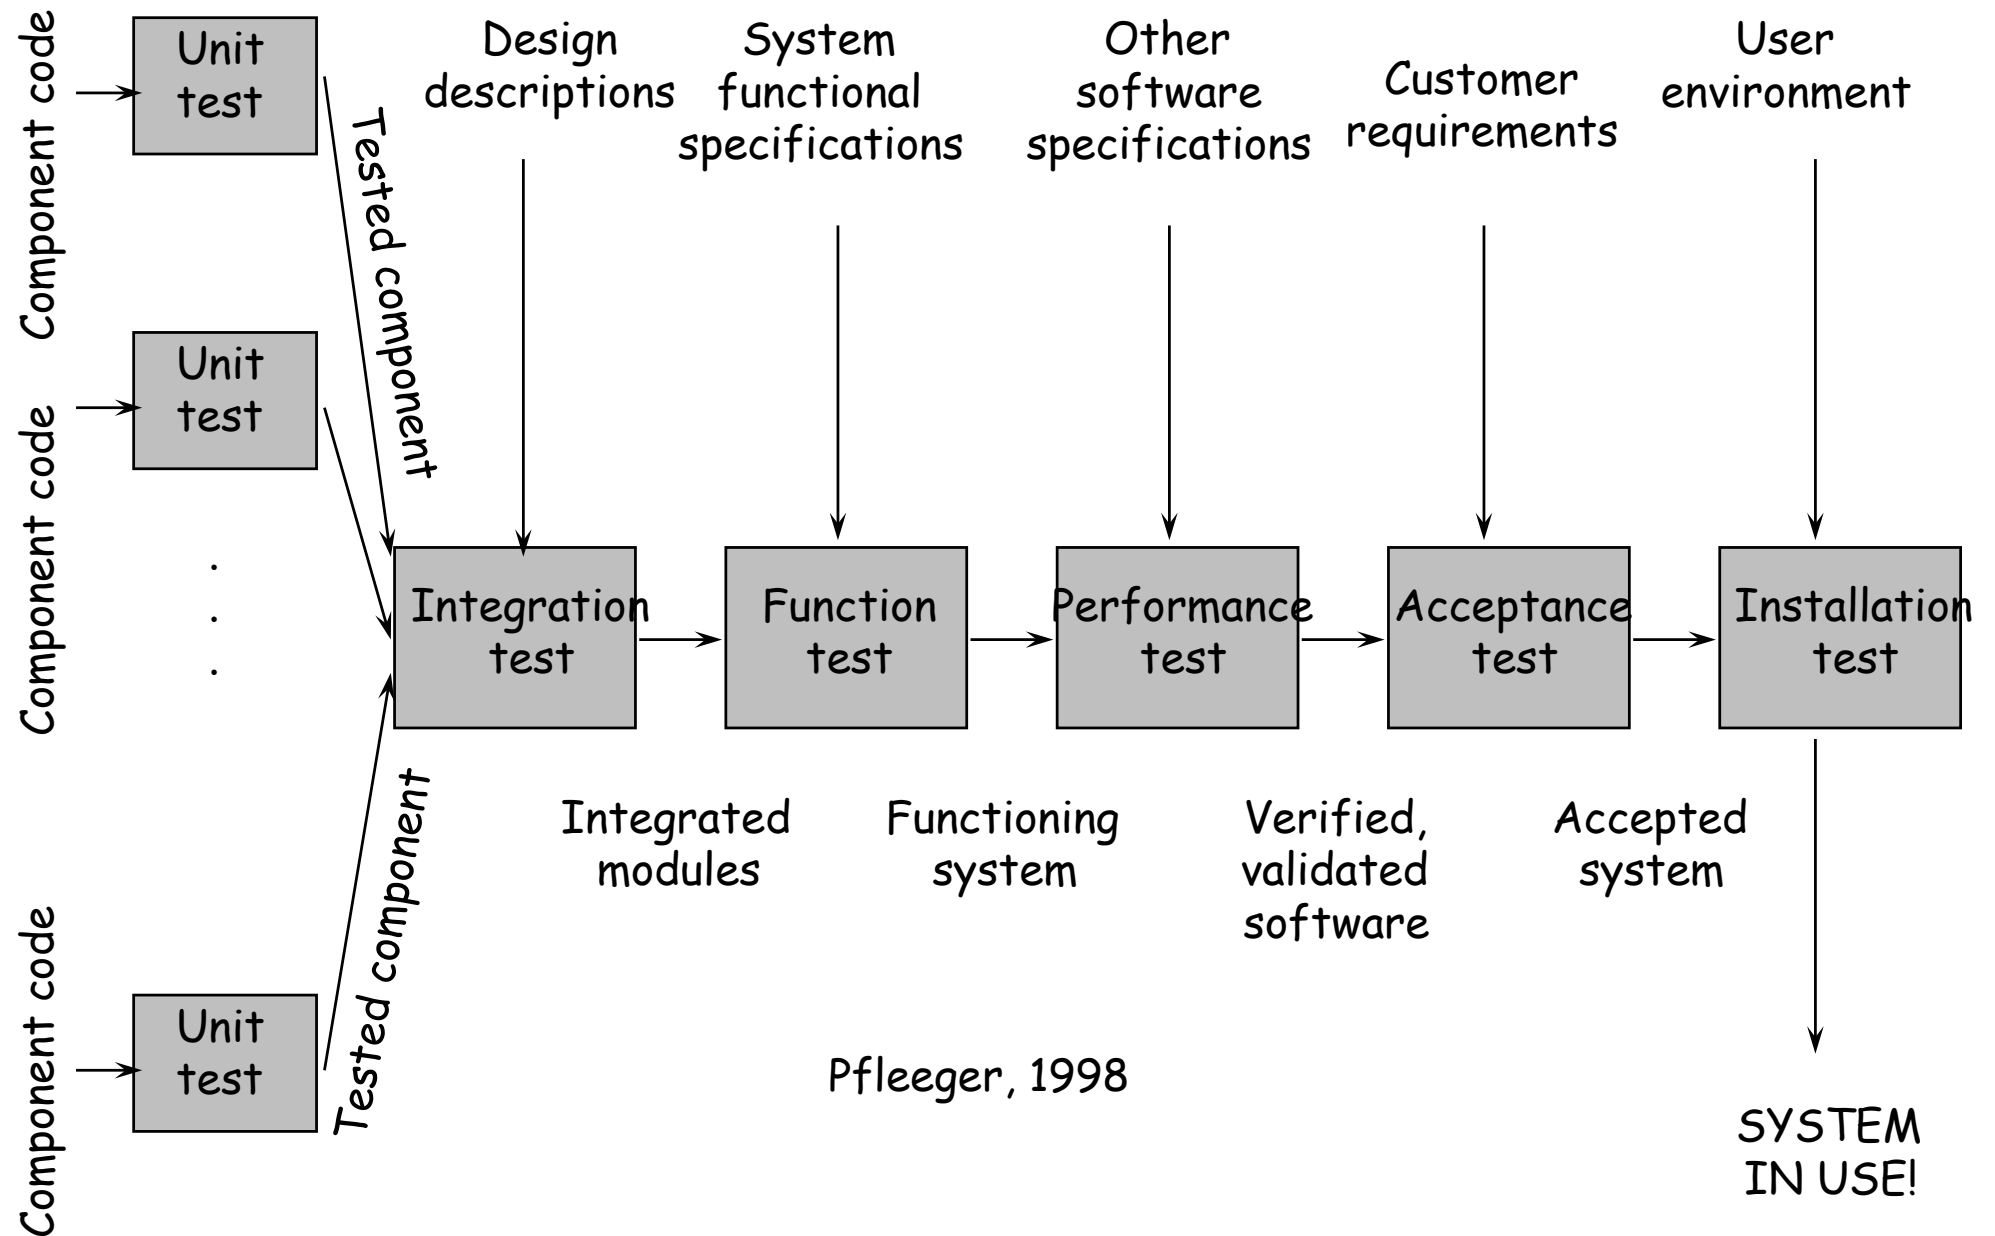 Component code
Unit
test
Tested component
Design
descriptions
System
functional
specifications
Other
software
specifications
Customer
requirements
User
environment
Component code
Unit
test
.
.
.
Integration
test
Function
test
Performance
test
Acceptance
test
Installation
test
Integrated
modules
Functioning
system
Verified,
validated
software
Accepted
system
Component code
Unit
test
Tested component
Pfleeger, 1998
SYSTEM
IN USE!